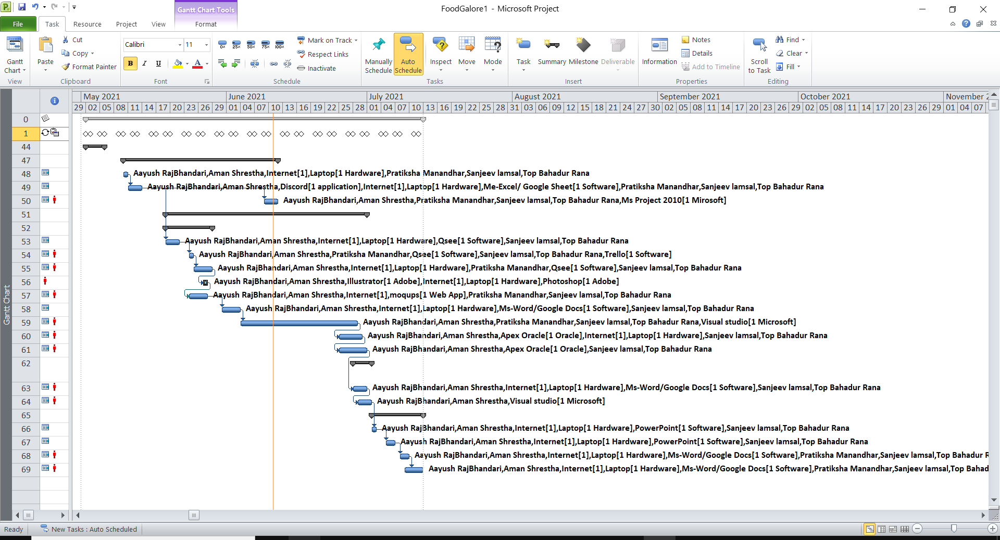 FoodGalore1 - Microsoft Project
Gantt Chart Tools
File Task Resource Project View Format
Gantt Chart
View
Paste
Cut
Copy
Format Painter
Clipboard
Calibri 11
B I U A
Font
0% 25% 50% 75% 100%
Mark on Track
Respect Links
Inactivate
Schedule
Manually Schedule
Auto Schedule
Inspect
Move
Mode
Tasks
Task
Summary
Milestone
Deliverable
Insert
Information
Notes
Details
Add to Timeline
Properties
Scroll to Task
Find
Clear
Fill
Editing
May 2021 June 2021 July 2021 August 2021 September 2021 October 2021 November 2
29 02 05 08 11 14 17 20 23 26 29 01 04 07 10 13 16 19 22 25 28 01 04 07 10 13 16 19 22 25 28 31 03 06 09 12 15 18 21 24 27 30 02 05 08 11 14 17 20 23 26 29 02 05 08 11 14 17 20 23 26 29 01 04 07
0
1
44
47
48 Aayush RajBhandari,Aman Shrestha,Internet[1],Laptop[1 Hardware],Pratiksha Manandhar,Sanjeev lamsal,Top Bahadur Rana
49 Aayush RajBhandari,Aman Shrestha,Discord[1 application],Internet[1],Laptop[1 Hardware],Me-Excel/ Google Sheet[1 Software],Pratiksha Manandhar,Sanjeev lamsal,Top Bahadur Rana
50 Aayush RajBhandari,Aman Shrestha,Pratiksha Manandhar,Sanjeev lamsal,Top Bahadur Rana,Ms Project 2010[1 Mirosoft]
51
52
53 Aayush RajBhandari,Aman Shrestha,Internet[1],Laptop[1 Hardware],Qsee[1 Software],Sanjeev lamsal,Top Bahadur Rana
54 Aayush RajBhandari,Aman Shrestha,Pratiksha Manandhar,Qsee[1 Software],Sanjeev lamsal,Top Bahadur Rana,Trello[1 Software]
55 Aayush RajBhandari,Aman Shrestha,Internet[1],Laptop[1 Hardware],Pratiksha Manandhar,Qsee[1 Software],Sanjeev lamsal,Top Bahadur Rana
56 Aayush RajBhandari,Aman Shrestha,Illustrator[1 Adobe],Internet[1],Laptop[1 Hardware],Photoshop[1 Adobe]
57 Aayush RajBhandari,Aman Shrestha,Internet[1],moqups[1 Web App],Pratiksha Manandhar,Sanjeev lamsal,Top Bahadur Rana
58 Aayush RajBhandari,Aman Shrestha,Internet[1],Laptop[1 Hardware],Ms-Word/Google Docs[1 Software],Sanjeev lamsal,Top Bahadur Rana
59 Aayush RajBhandari,Aman Shrestha,Pratiksha Manandhar,Sanjeev lamsal,Top Bahadur Rana,Visual studio[1 Microsoft]
60 Aayush RajBhandari,Aman Shrestha,Apex Oracle[1 Oracle],Internet[1],Laptop[1 Hardware],Sanjeev lamsal,Top Bahadur Rana
61 Aayush RajBhandari,Aman Shrestha,Apex Oracle[1 Oracle],Sanjeev lamsal,Top Bahadur Rana
62
63 Aayush RajBhandari,Aman Shrestha,Internet[1],Laptop[1 Hardware],Ms-Word/Google Docs[1 Software],Sanjeev lamsal,Top Bahadur Rana
64 Aayush RajBhandari,Aman Shrestha,Visual studio[1 Microsoft]
65
66 Aayush RajBhandari,Aman Shrestha,Internet[1],Laptop[1 Hardware],PowerPoint[1 Software],Sanjeev lamsal,Top Bahadur Rana
67 Aayush RajBhandari,Aman Shrestha,Internet[1],Laptop[1 Hardware],PowerPoint[1 Software],Sanjeev lamsal,Top Bahadur Rana
68 Aayush RajBhandari,Aman Shrestha,Internet[1],Laptop[1 Hardware],Ms-Word/Google Docs[1 Software],Pratiksha Manandhar,Sanjeev lamsal,Top Bahadur R
69 Aayush RajBhandari,Aman Shrestha,Internet[1],Laptop[1 Hardware],Ms-Word/Google Docs[1 Software],Pratiksha Manandhar,Sanjeev lamsal,Top Bahad
Gantt Chart
Ready New Tasks : Auto Scheduled